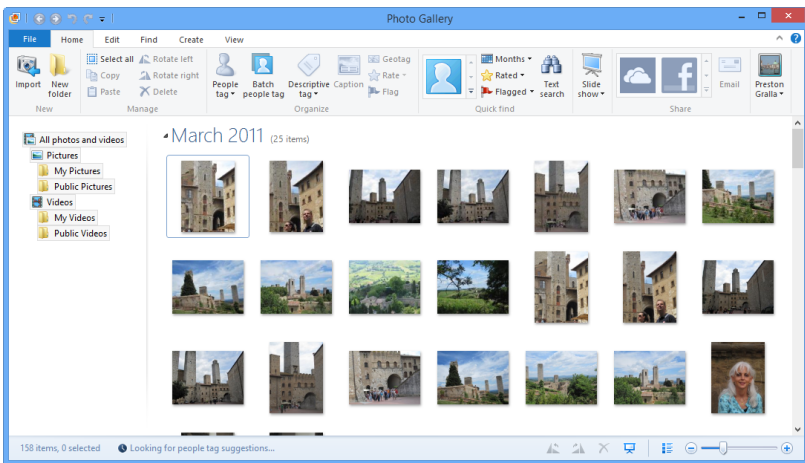 Photo Gallery
File Home Edit Find Create View
Import
New folder
New
Select all
Copy
Paste
Rotate left
Rotate right
Delete
Manage
People tag
Batch people tag
Descriptive tag
Caption
Geotag
Rate
Flag
Organize
Months
Rated
Flagged
Text search
Quick find
Slide show
f
Share
Email
Preston Gralla
All photos and videos
Pictures
My Pictures
Public Pictures
Videos
My Videos
Public Videos
March 2011 (25 items)
158 items, 0 selected Looking for people tag suggestions...